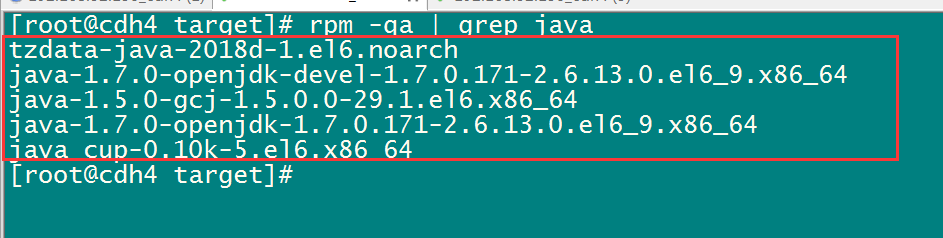 [root@cdh4 target]# rpm -qa | grep java
tzdata-java-2018d-1.el6.noarch
java-1.7.0-openjdk-devel-1.7.0.171-2.6.13.0.el6_9.x86_64
java-1.5.0-gcj-1.5.0.0-29.1.el6.x86_64
java-1.7.0-openjdk-1.7.0.171-2.6.13.0.el6_9.x86_64
java_cup-0.10k-5.el6.x86_64
[root@cdh4 target]#